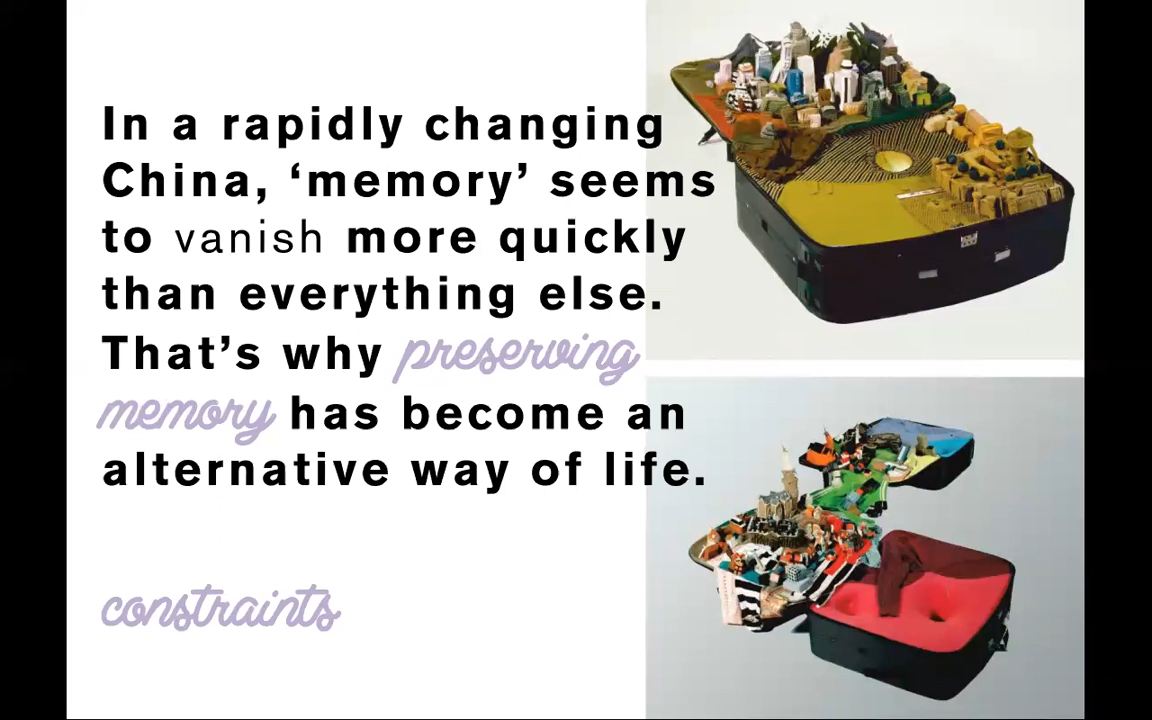 In a rapidly changing
China, ‘memory’ seems
to vanish more quickly
than everything else.
That’s why preserving
memory has become an
alternative way of life.
constraints